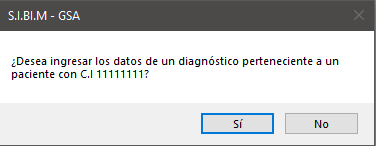 S.I.BI.M - GSA
¿Desea ingresar los datos de un diagnóstico perteneciente a un
paciente con C.I 11111111?
Sí
No